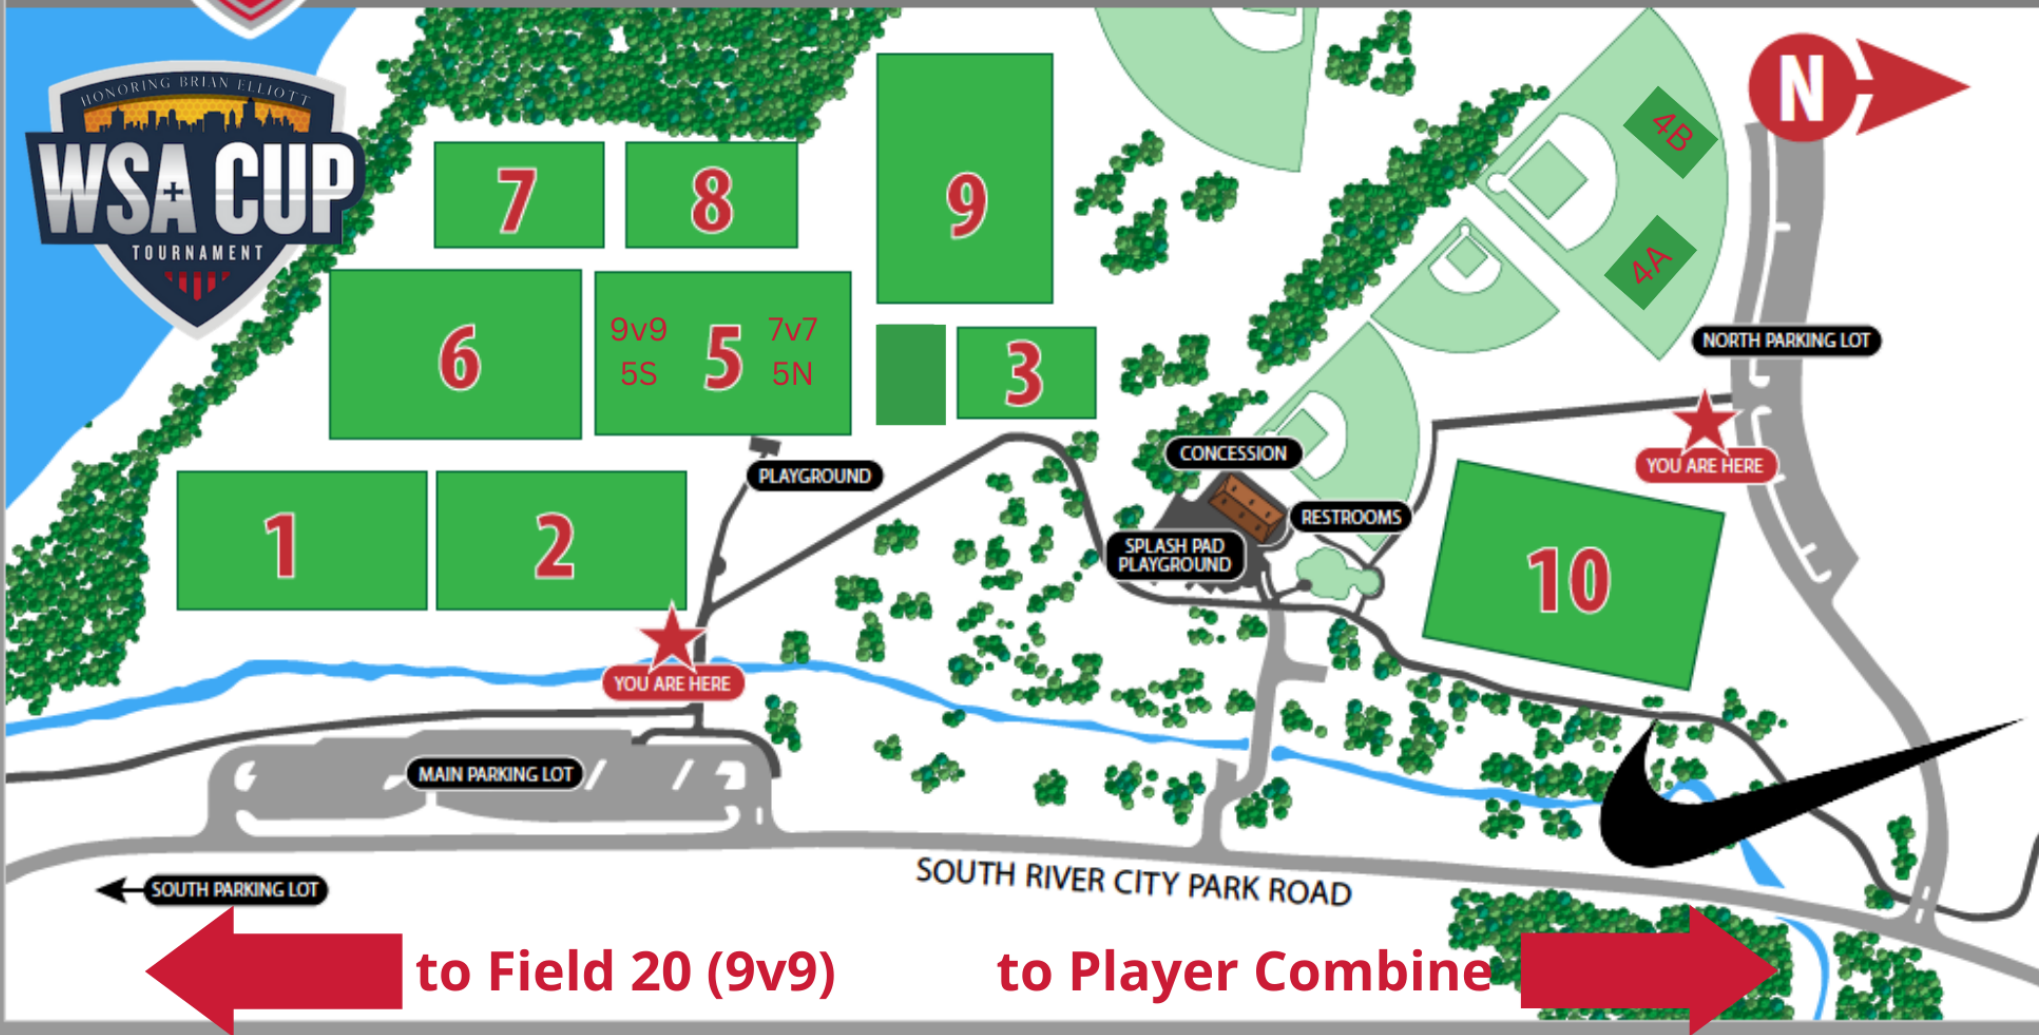 HONORING BRIAN ELLIOTT
WSA CUP
TOURNAMENT
N
7
8
9
4B
4A
6
9v9
5S
5
7v7
5N
3
NORTH PARKING LOT
YOU ARE HERE
CONCESSION
PLAYGROUND
RESTROOMS
SPLASH PAD
PLAYGROUND
1
2
10
YOU ARE HERE
MAIN PARKING LOT
SOUTH RIVER CITY PARK ROAD
SOUTH PARKING LOT
to Field 20 (9v9)
to Player Combine